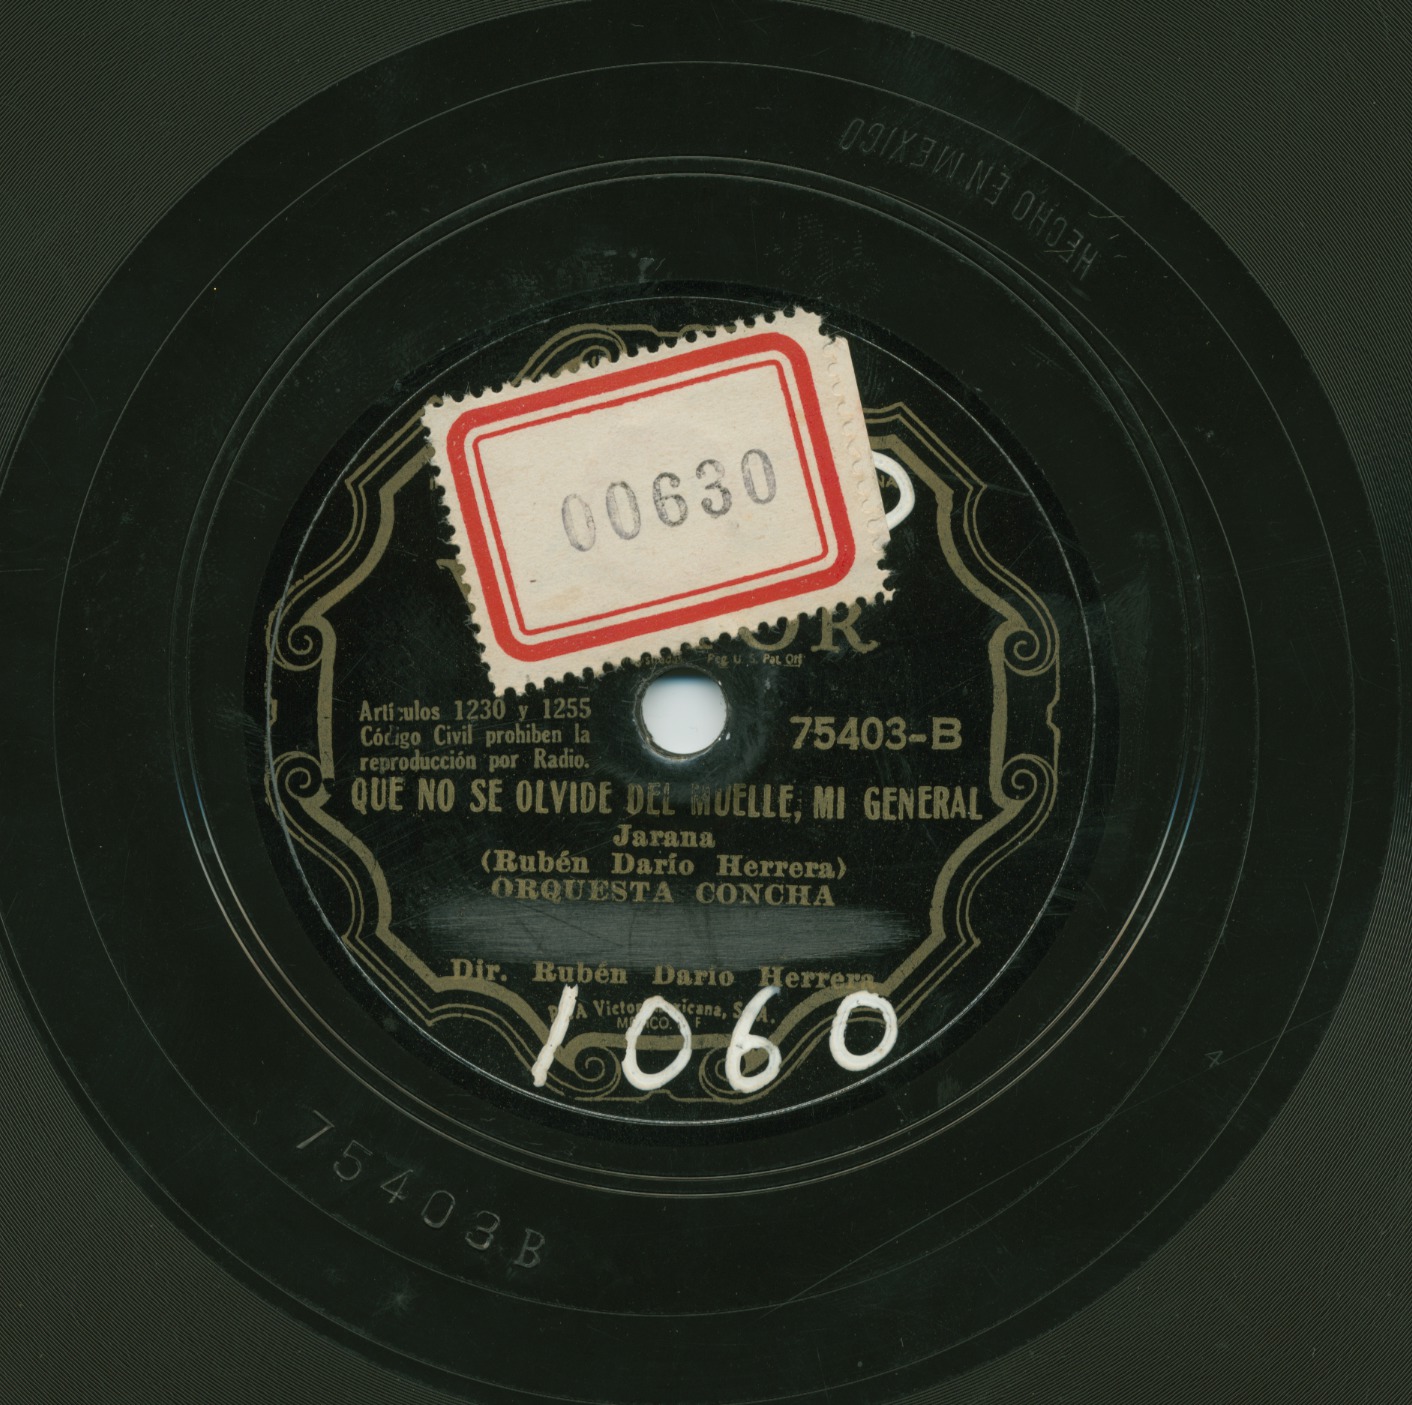 HECHO EN MEXICO
00630
OR
Reg. U. S. Pat. Off
Artículos 1230 y 1255
Código Civil prohiben la
reproducción por Radio.
75403-B
QUE NO SE OLVIDE DEL MUELLE, MI GENERAL
Jarana
(Rubén Darío Herrera)
ORQUESTA CONCHA
Dir. Rubén Darío Herrera
1060
75403B